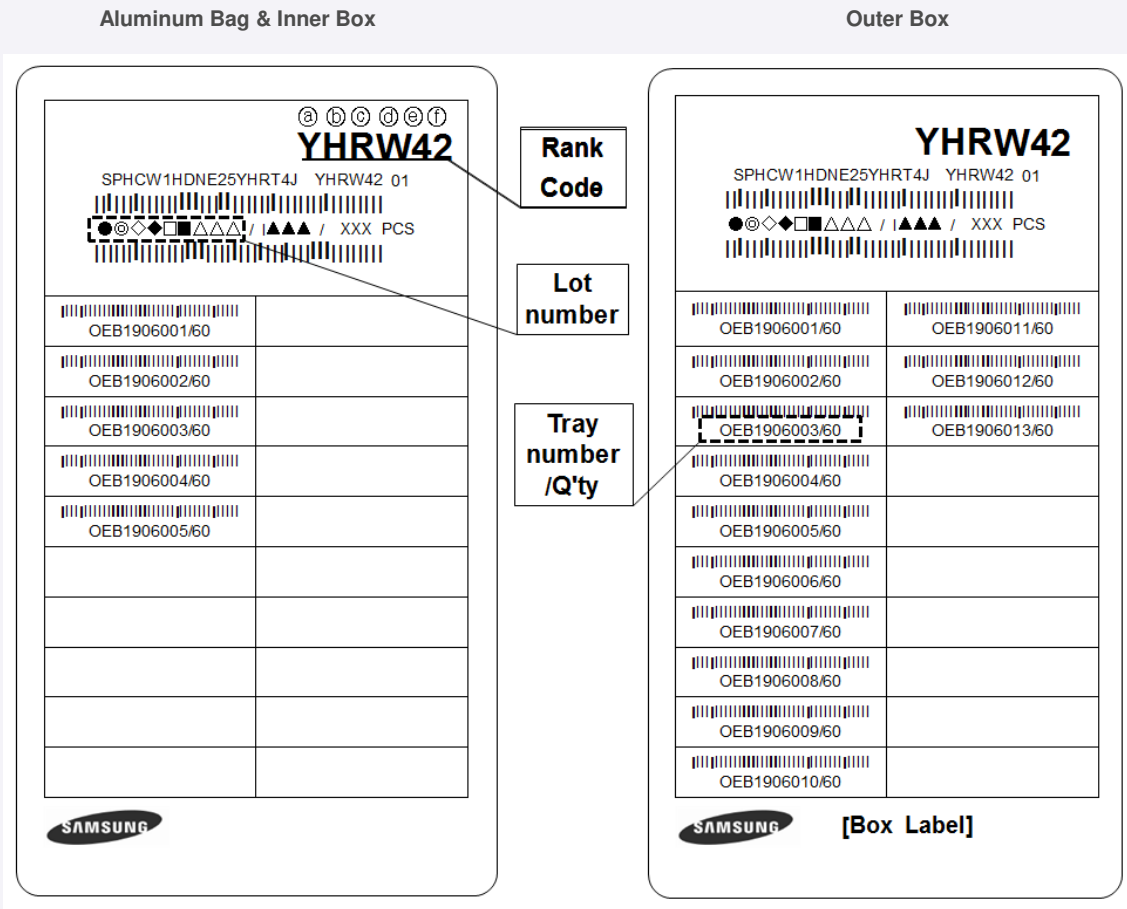 Aluminum Bag & Inner Box
Outer Box
ⓐ ⓑ ⓒ ⓓ ⓔ ⓕ
YHRW42
SPHCW1HDNE25YHRT4J YHRW42 01
●◎◇◆□■△△△ / I▲▲▲ / XXX PCS
OEB1906001/60
OEB1906002/60
OEB1906003/60
OEB1906004/60
OEB1906005/60
SAMSUNG
Rank
Code
Lot
number
Tray
number
/Q'ty
YHRW42
SPHCW1HDNE25YHRT4J YHRW42 01
●◎◇◆□■△△△ / I▲▲▲ / XXX PCS
OEB1906001/60 OEB1906011/60
OEB1906002/60 OEB1906012/60
OEB1906003/60 OEB1906013/60
OEB1906004/60
OEB1906005/60
OEB1906006/60
OEB1906007/60
OEB1906008/60
OEB1906009/60
OEB1906010/60
SAMSUNG [Box Label]